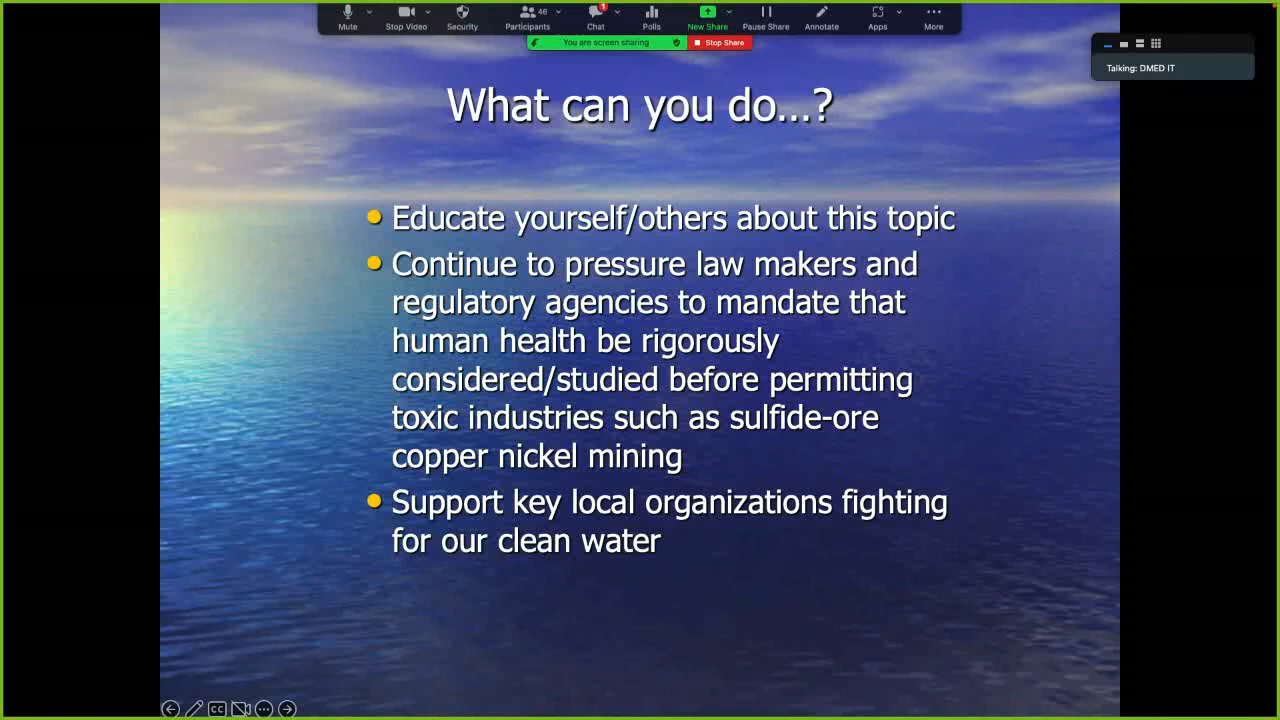 46
1
Mute
Stop Video
Security
Participants
Chat
Polls
New Share
Pause Share
Annotate
Apps
More
You are screen sharing
Stop Share
Talking: DMED IT
What can you do...?
Educate yourself/others about this topic
Continue to pressure law makers and
regulatory agencies to mandate that
human health be rigorously
considered/studied before permitting
toxic industries such as sulfide-ore
copper nickel mining
Support key local organizations fighting
for our clean water
CC